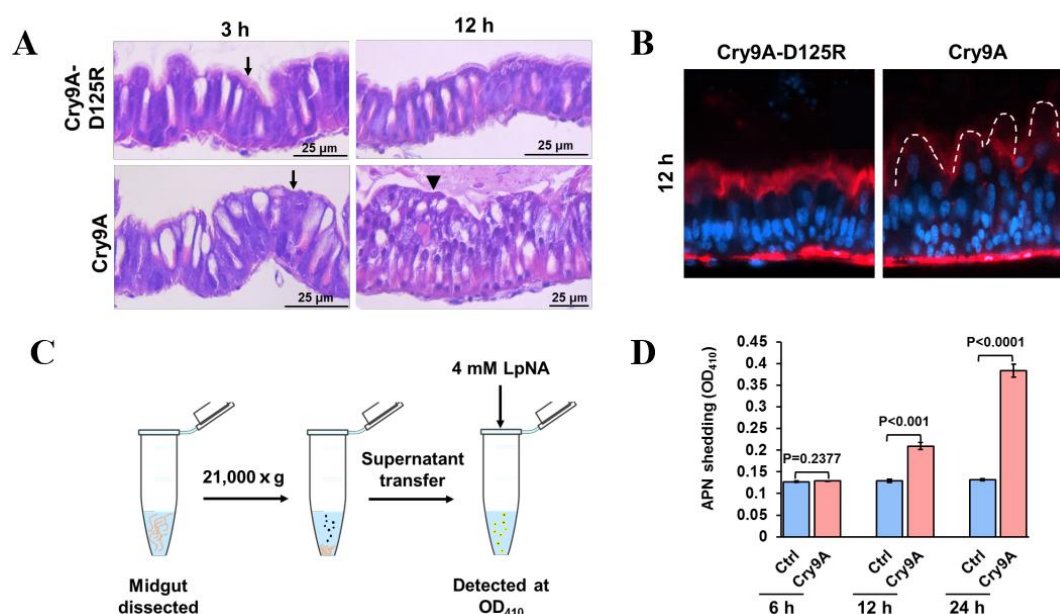 A
3 h
12 h
Cry9A-
D125R
25 μm
25 μm
Cry9A
25 μm
25 μm
B
Cry9A-D125R
Cry9A
12 h
C
4 mM LpNA
21,000 x g
Supernatant
transfer
Midgut
dissected
Detected at
OD410
D
APN shedding (OD410)
0.45
0.4
0.35
0.3
0.25
0.2
0.15
0.1
0.05
0
P=0.2377
P<0.001
P<0.0001
Ctrl
Cry9A
Ctrl
Cry9A
Ctrl
Cry9A
6 h
12 h
24 h